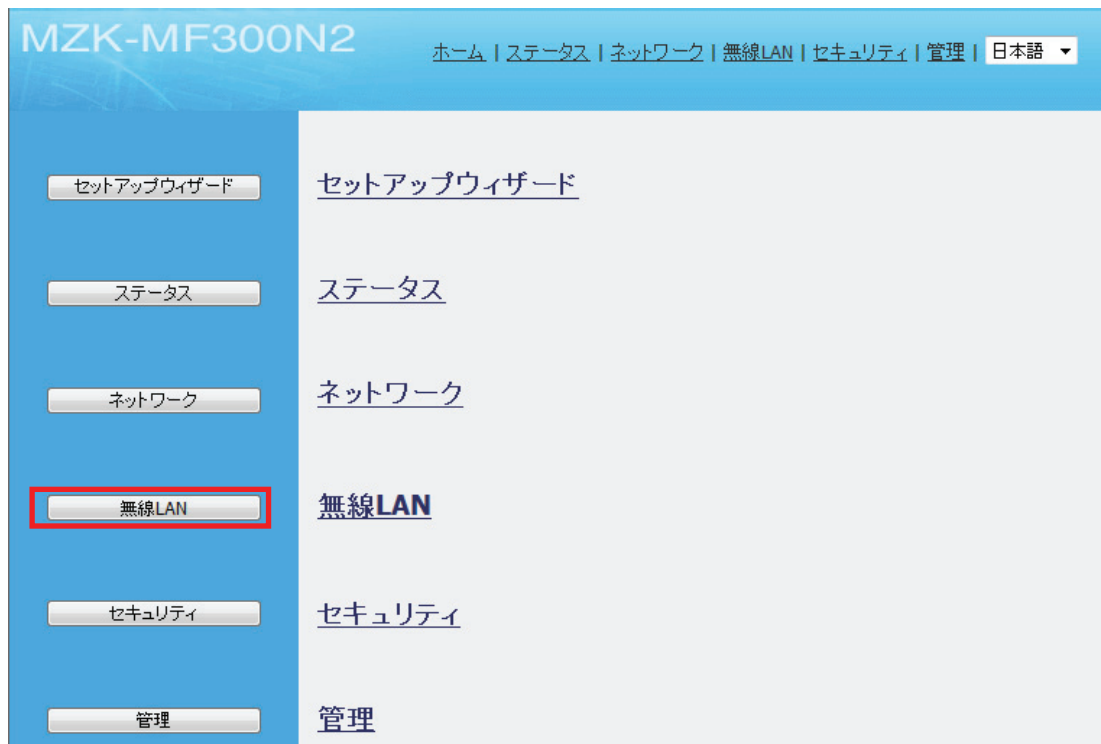 MZK-MF300N2
ホーム | ステータス | ネットワーク | 無線LAN | セキュリティ | 管理 | 日本語
セットアップウィザード セットアップウィザード
ステータス ステータス
ネットワーク ネットワーク
無線LAN 無線LAN
セキュリティ セキュリティ
管理 管理